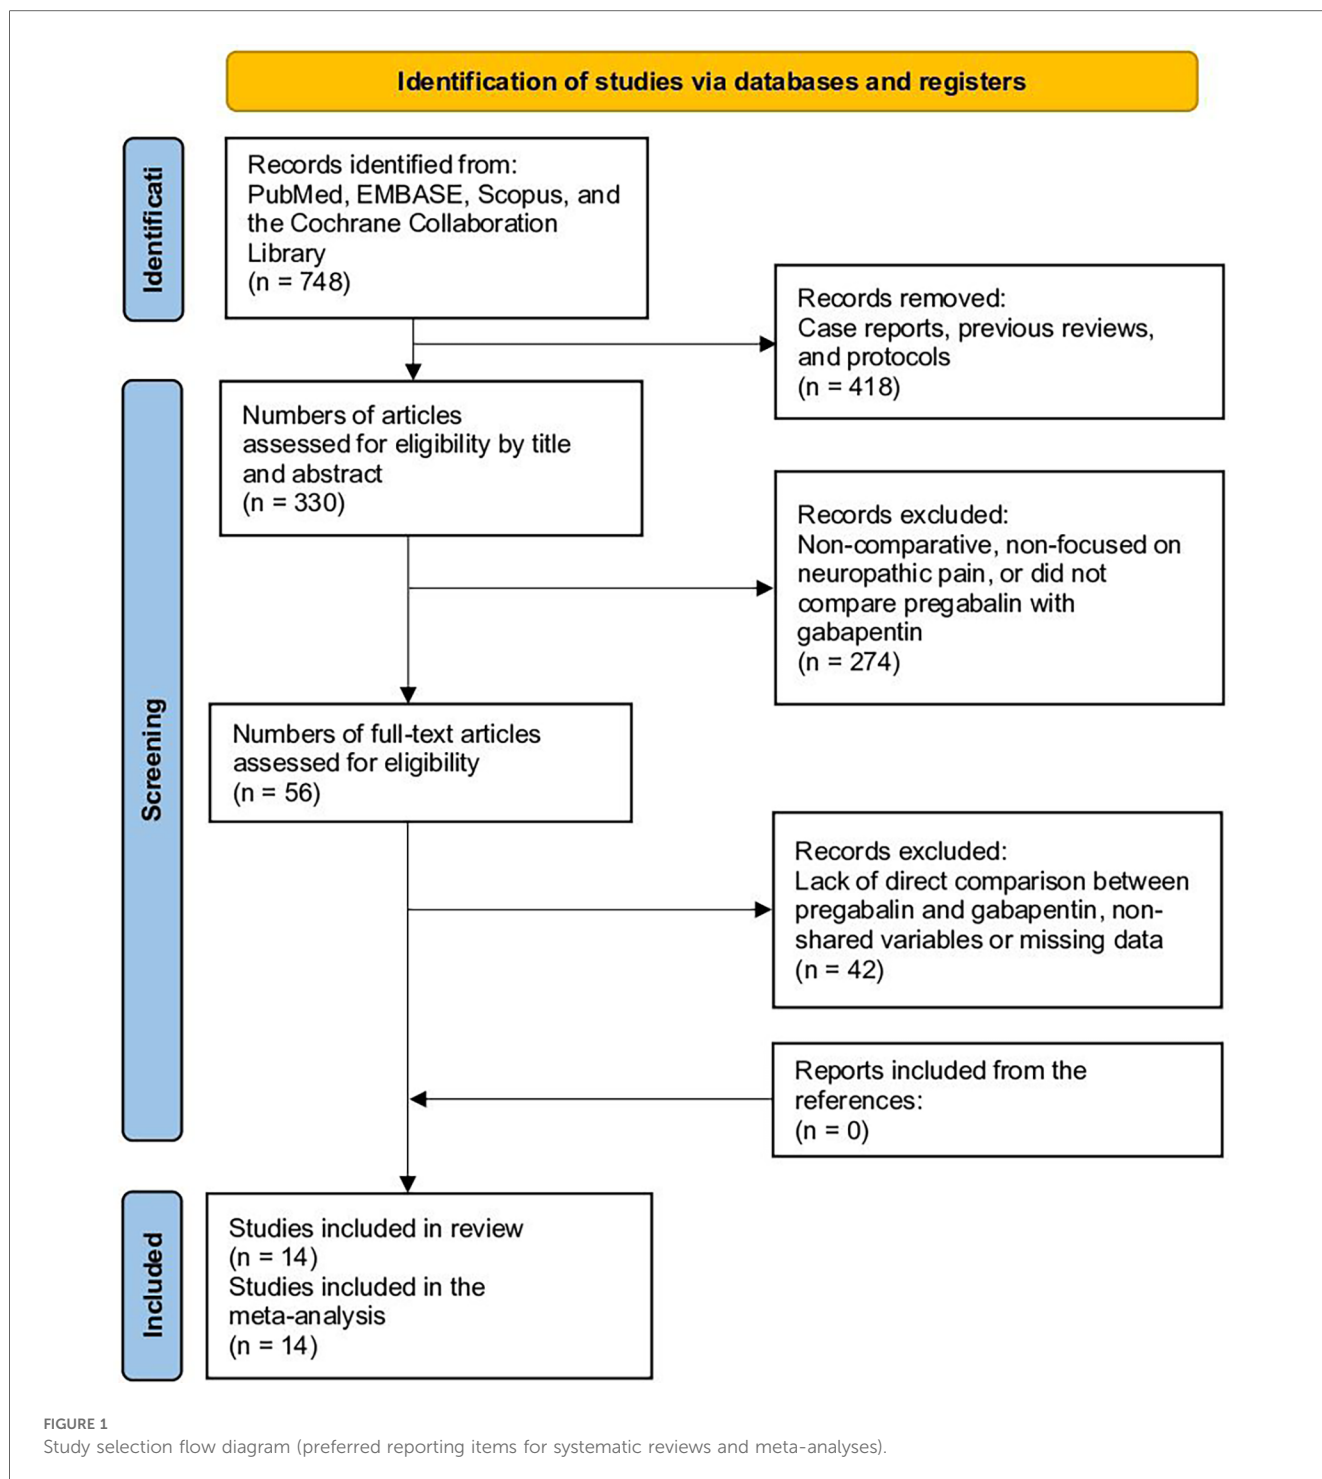 Identification of studies via databases and registers
Identificati
Records identified from:
PubMed, EMBASE, Scopus, and
the Cochrane Collaboration
Library
(n = 748)
Records removed:
Case reports, previous reviews,
and protocols
(n = 418)
Screening
Numbers of articles
assessed for eligibility by title
and abstract
(n = 330)
Records excluded:
Non-comparative, non-focused on
neuropathic pain, or did not
compare pregabalin with
gabapentin
(n = 274)
Numbers of full-text articles
assessed for eligibility
(n = 56)
Records excluded:
Lack of direct comparison between
pregabalin and gabapentin, non-
shared variables or missing data
(n = 42)
Reports included from the
references:
(n = 0)
Included
Studies included in review
(n = 14)
Studies included in the
meta-analysis
(n = 14)
FIGURE 1
Study selection flow diagram (preferred reporting items for systematic reviews and meta-analyses).